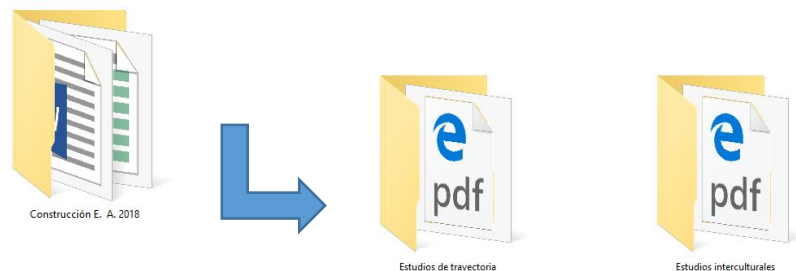 Construcción E. A. 2018
e
pdf
Estudios de trayectoria
e
pdf
Estudios interculturales